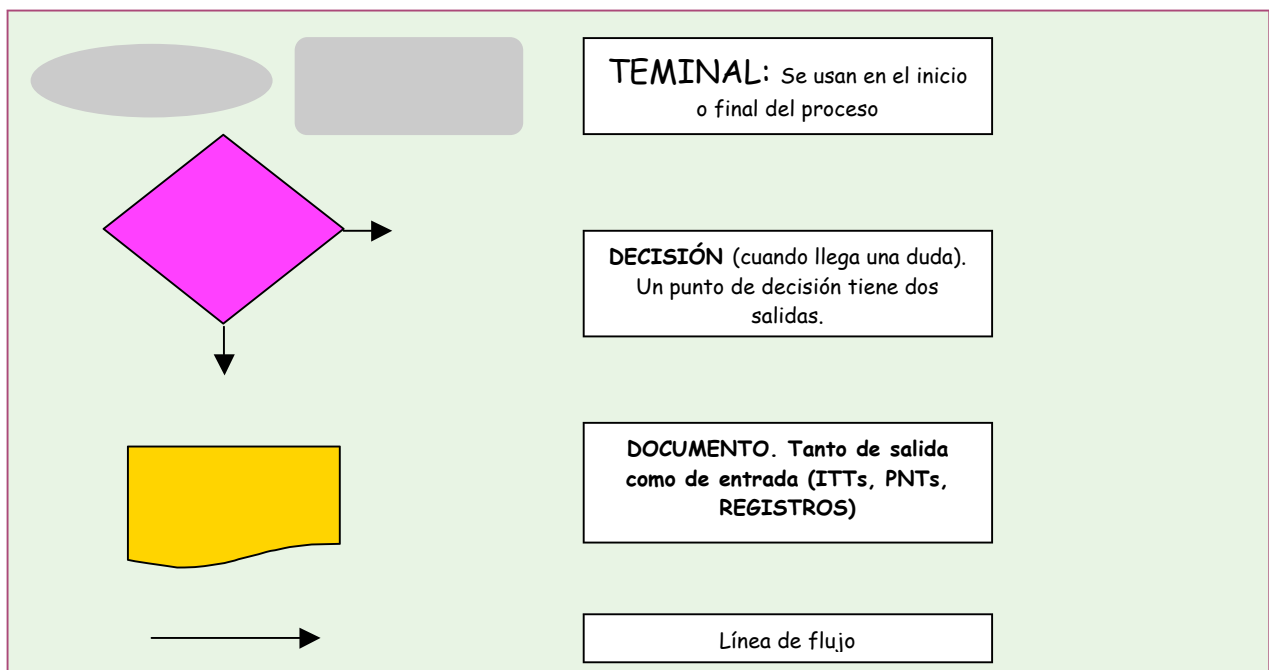 TEMINAL: Se usan en el inicio
o final del proceso
DECISIÓN (cuando llega una duda).
Un punto de decisión tiene dos
salidas.
DOCUMENTO. Tanto de salida
como de entrada (ITTs, PNTs,
REGISTROS)
Línea de flujo